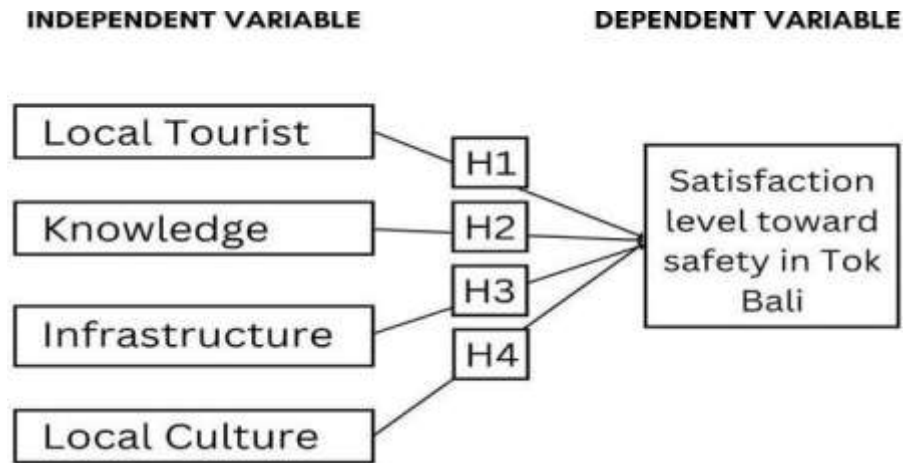 INDEPENDENT VARIABLE
DEPENDENT VARIABLE
Local Tourist
H1
Knowledge
H2
Infrastructure
H3
Local Culture
H4
Satisfaction
level toward
safety in Tok
Bali